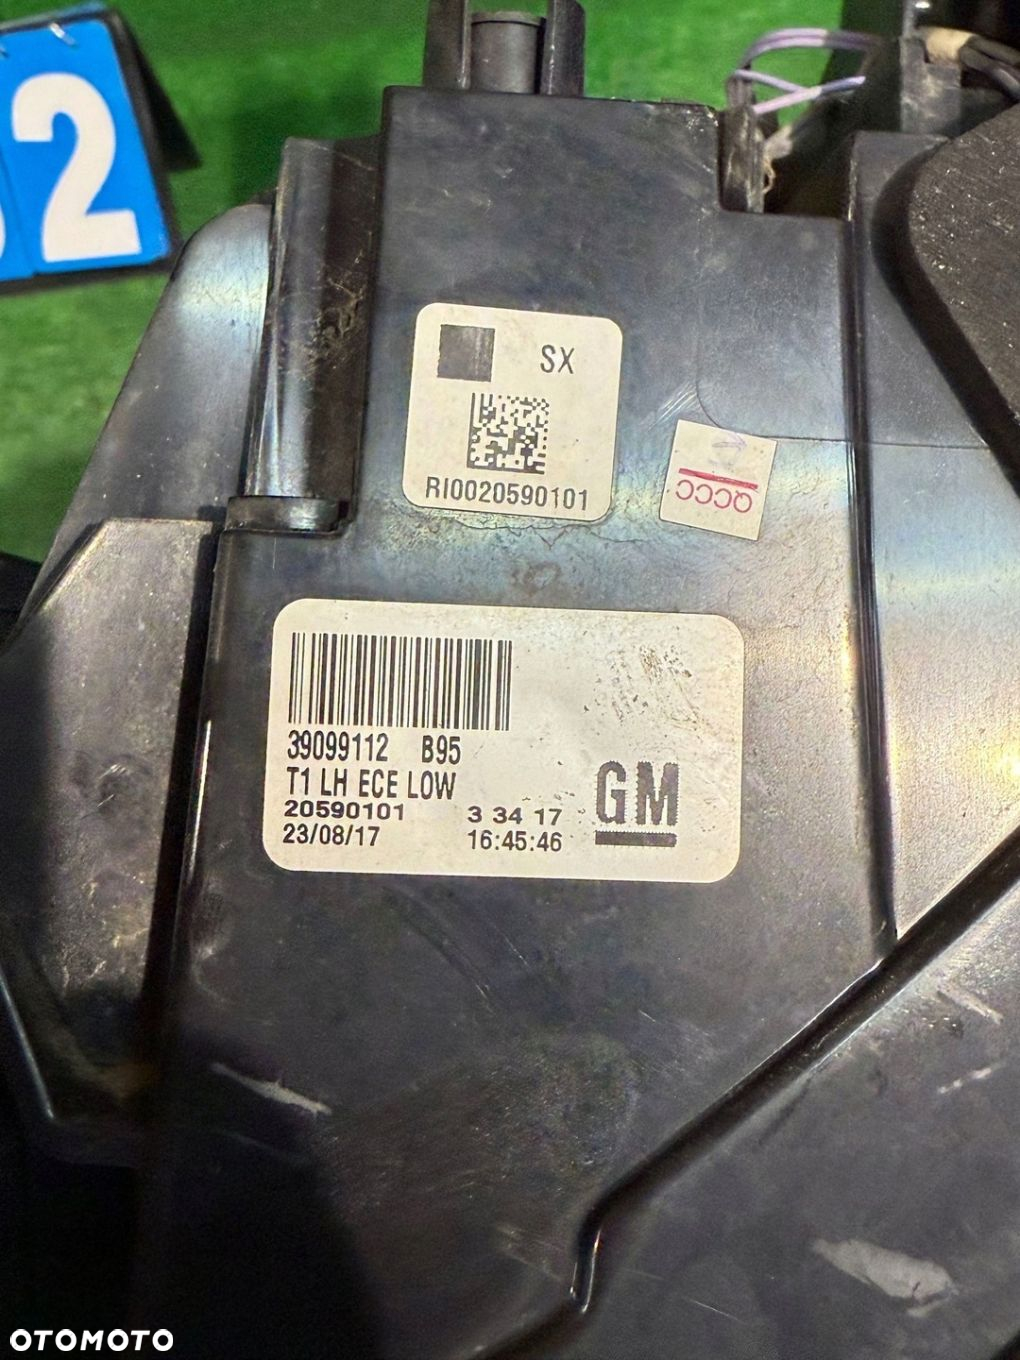 2
SX
RI0020590101
QCCC
39099112 B95
T1 LH ECE LOW
20590101 3 34 17
23/08/17 16:45:46
GM
OTOMOTO